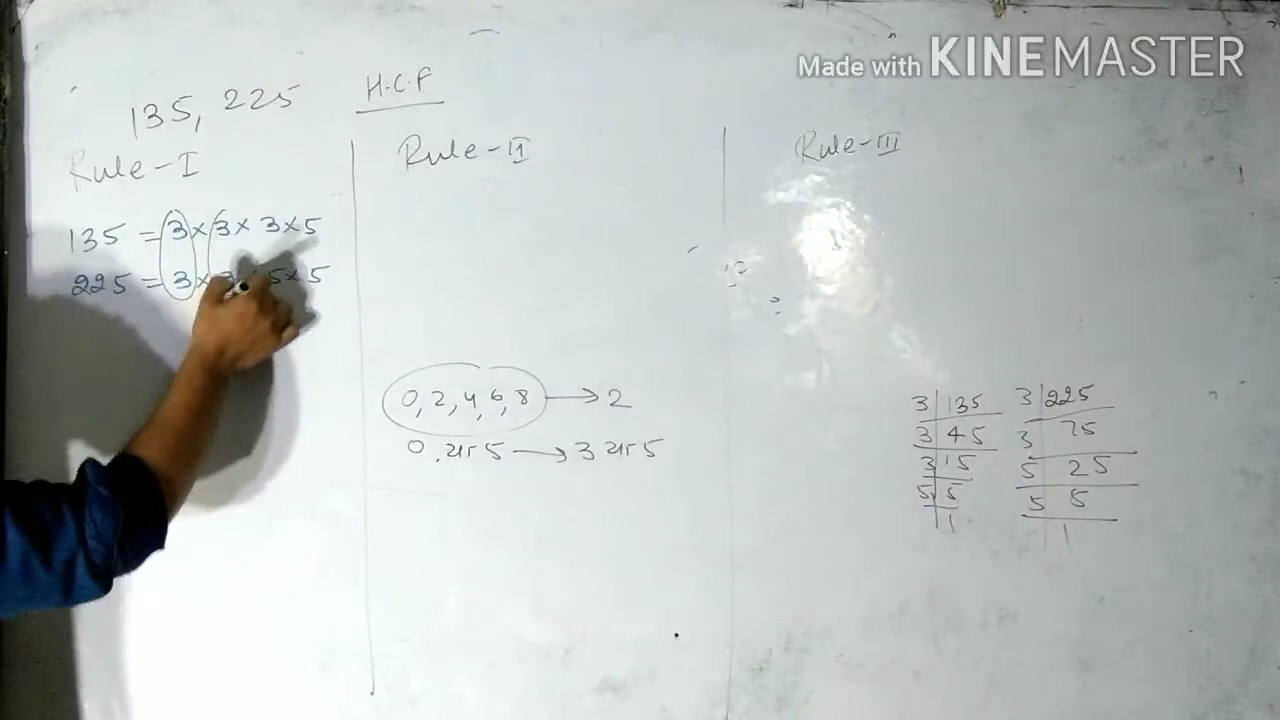 Made with KINEMASTER
135, 225 H.C.F
Rule-I
Rule-II
Rule-III
135 = 3 × 3 × 3 × 5
225 = 3 × 3 × 5 × 5
0, 2, 4, 6, 8 → 2
0, या 5 → 3 या 5
3 | 135
3 | 45
3 | 15
5 | 5
1
3 | 225
3 | 75
5 | 25
5 | 5
1